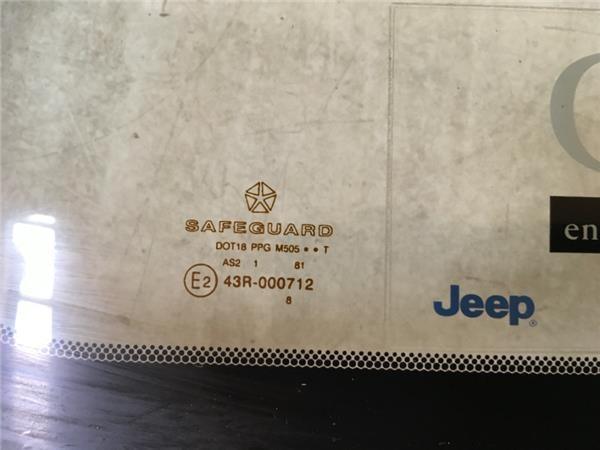 SAFEGUARD
DOT18 PPG M505 • • T
AS2 1 81
E2 43R-000712
8
en
Jeep®